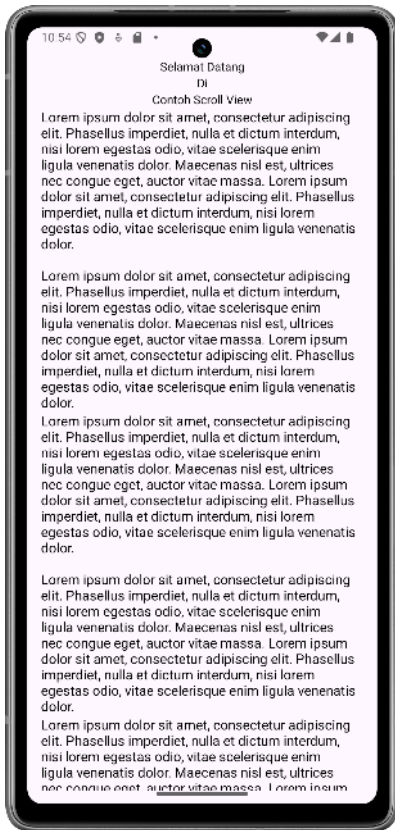 10.54
Selamat Datang
Di
Contoh Scroll View
Lorem ipsum dolor sit amet, consectetur adipiscing
elit. Phasellus imperdiet, nulla et dictum interdum,
nisi lorem egestas odio, vitae scelerisque enim
ligula venenatis dolor. Maecenas nisl est, ultrices
nec congue eget, auctor vitae massa. Lorem ipsum
dolor sit amet, consectetur adipiscing elit. Phasellus
imperdiet, nulla et dictum interdum, nisi lorem
egestas odio, vitae scelerisque enim ligula venenatis
dolor.
Lorem ipsum dolor sit amet, consectetur adipiscing
elit. Phasellus imperdiet, nulla et dictum interdum,
nisi lorem egestas odio, vitae scelerisque enim
ligula venenatis dolor. Maecenas nisl est, ultrices
nec congue eget, auctor vitae massa. Lorem ipsum
dolor sit amet, consectetur adipiscing elit. Phasellus
imperdiet, nulla et dictum interdum, nisi lorem
egestas odio, vitae scelerisque enim ligula venenatis
dolor.
Lorem ipsum dolor sit amet, consectetur adipiscing
elit. Phasellus imperdiet, nulla et dictum interdum,
nisi lorem egestas odio, vitae scelerisque enim
ligula venenatis dolor. Maecenas nisl est, ultrices
nec congue eget, auctor vitae massa. Lorem ipsum
dolor sit amet, consectetur adipiscing elit. Phasellus
imperdiet, nulla et dictum interdum, nisi lorem
egestas odio, vitae scelerisque enim ligula venenatis
dolor.
Lorem ipsum dolor sit amet, consectetur adipiscing
elit. Phasellus imperdiet, nulla et dictum interdum,
nisi lorem egestas odio, vitae scelerisque enim
ligula venenatis dolor. Maecenas nisl est, ultrices
nec congue eget, auctor vitae massa. Lorem ipsum
dolor sit amet, consectetur adipiscing elit. Phasellus
imperdiet, nulla et dictum interdum, nisi lorem
egestas odio, vitae scelerisque enim ligula venenatis
dolor.
Lorem ipsum dolor sit amet, consectetur adipiscing
elit. Phasellus imperdiet, nulla et dictum interdum,
nisi lorem egestas odio, vitae scelerisque enim
ligula venenatis dolor. Maecenas nisl est, ultrices
nec congue eget, auctor vitae massa. Lorem ipsum